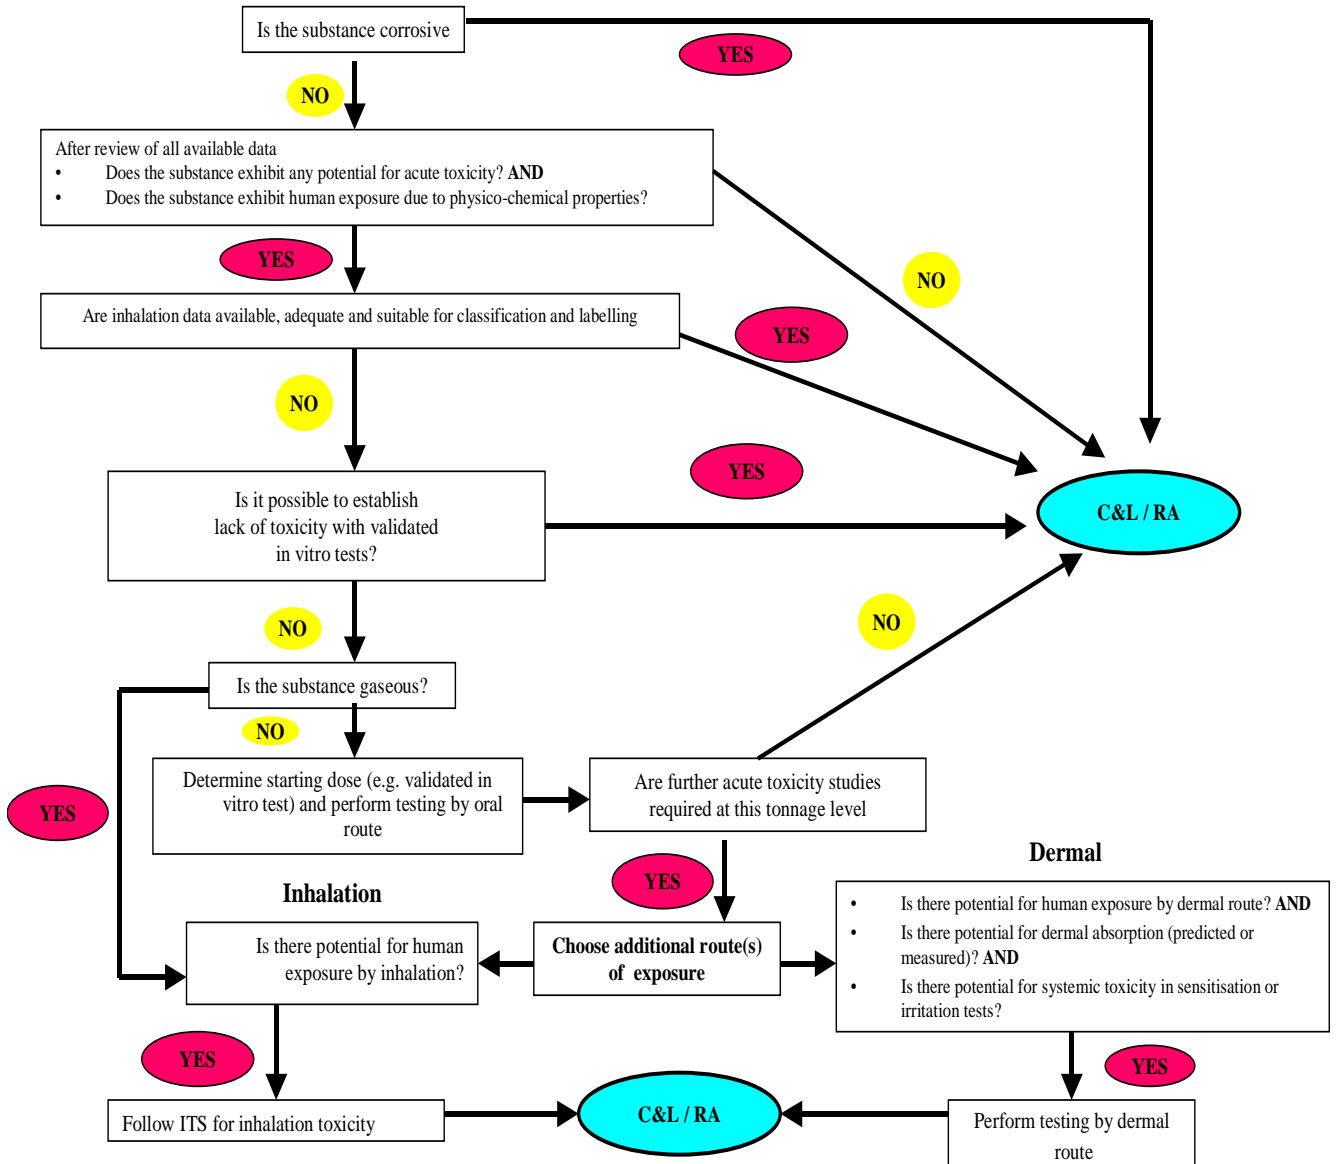 Is the substance corrosive
YES
NO
After review of all available data
• Does the substance exhibit any potential for acute toxicity? AND
• Does the substance exhibit human exposure due to physico-chemical properties?
YES
NO
Are inhalation data available, adequate and suitable for classification and labelling
YES
NO
Is it possible to establish
lack of toxicity with validated
in vitro tests?
YES
C&L / RA
NO
NO
Is the substance gaseous?
NO
Determine starting dose (e.g. validated in
vitro test) and perform testing by oral
route
Are further acute toxicity studies
required at this tonnage level
YES
Dermal
YES
Inhalation
• Is there potential for human exposure by dermal route? AND
• Is there potential for dermal absorption (predicted or
measured)? AND
• Is there potential for systemic toxicity in sensitisation or
irritation tests?
Is there potential for human
exposure by inhalation?
Choose additional route(s)
of exposure
YES
YES
Follow ITS for inhalation toxicity
C&L / RA
Perform testing by dermal
route